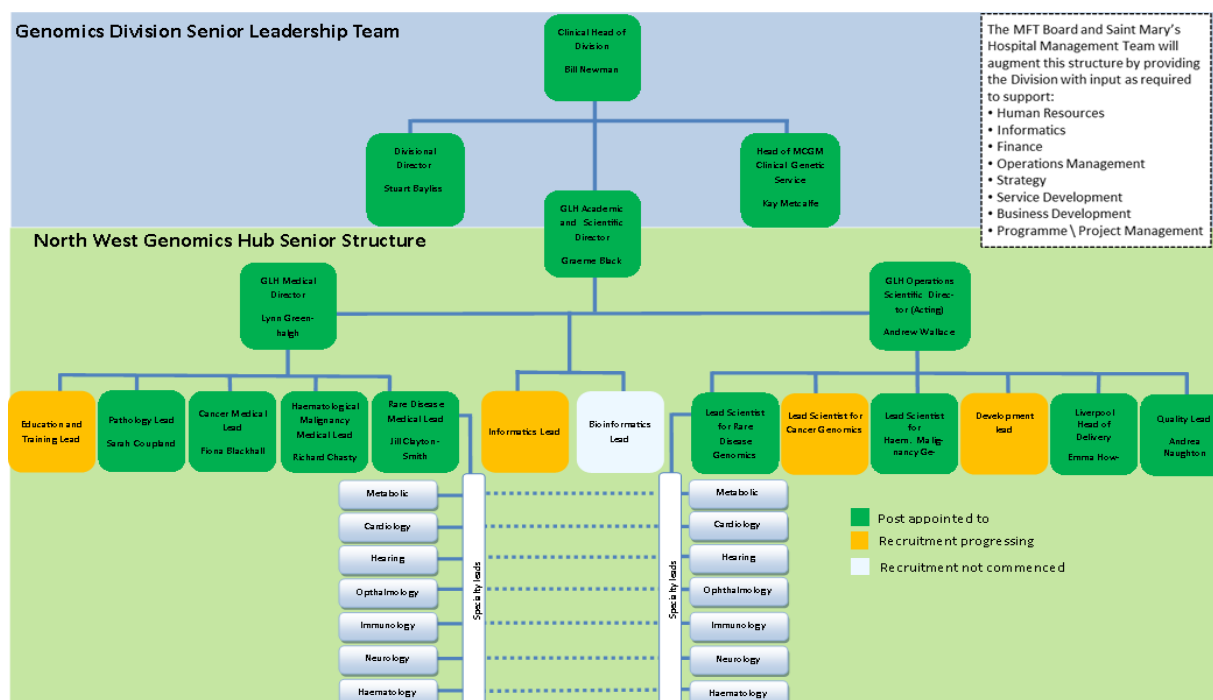 Genomics Division Senior Leadership Team
Clinical Head of
Division
Bill Newman
The MFT Board and Saint Mary's
Hospital Management Team will
augment this structure by providing
the Division with input as required
to support:
• Human Resources
• Informatics
• Finance
• Operations Management
• Strategy
• Service Development
• Business Development
• Programme \ Project Management
Divisional
Director
Stuart Bayliss
Head of MCGM
Clinical Genetic
Service
Kay Metcalfe
GLH Academic
and Scientific
Director
Graeme Black
North West Genomics Hub Senior Structure
GLH Medical
Director
Lynn Green-
halgh
GLH Operations
Scientific Direc-
tor (Acting)
Andrew Wallace
Education and
Training Lead
Pathology Lead
Sarah Coupland
Cancer Medical
Lead
Fiona Blackhall
Haematological
Malignancy
Medical Lead
Richard Chasty
Rare Disease
Medical Lead
Jill Clayton-
Smith
Informatics Lead
Bioinformatics
Lead
Lead Scientist
for Rare
Disease
Genomics
Lead Scientist for
Cancer Genomics
Lead Scientist
for
Haem. Malig-
nancy Ge-
Development
lead
Liverpool
Head of
Delivery
Emma How-
Quality Lead
Andrea
Naughton
Specialty leads
Metabolic
Cardiology
Hearing
Opthalmology
Immunology
Neurology
Haematology
Specialty leads
Metabolic
Cardiology
Hearing
Ophthalmology
Immunology
Neurology
Haematology
Post appointed to
Recruitment progressing
Recruitment not commenced